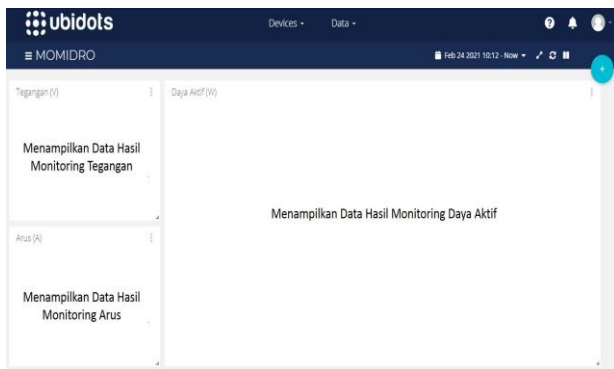 ubidots
Devices
Data
MOMIDRO
Feb 24 2021 10:12 - Now
Tegangan (V)
Menampilkan Data Hasil
Monitoring Tegangan
Daya Aktif (W)
Menampilkan Data Hasil Monitoring Daya Aktif
Arus (A)
Menampilkan Data Hasil
Monitoring Arus